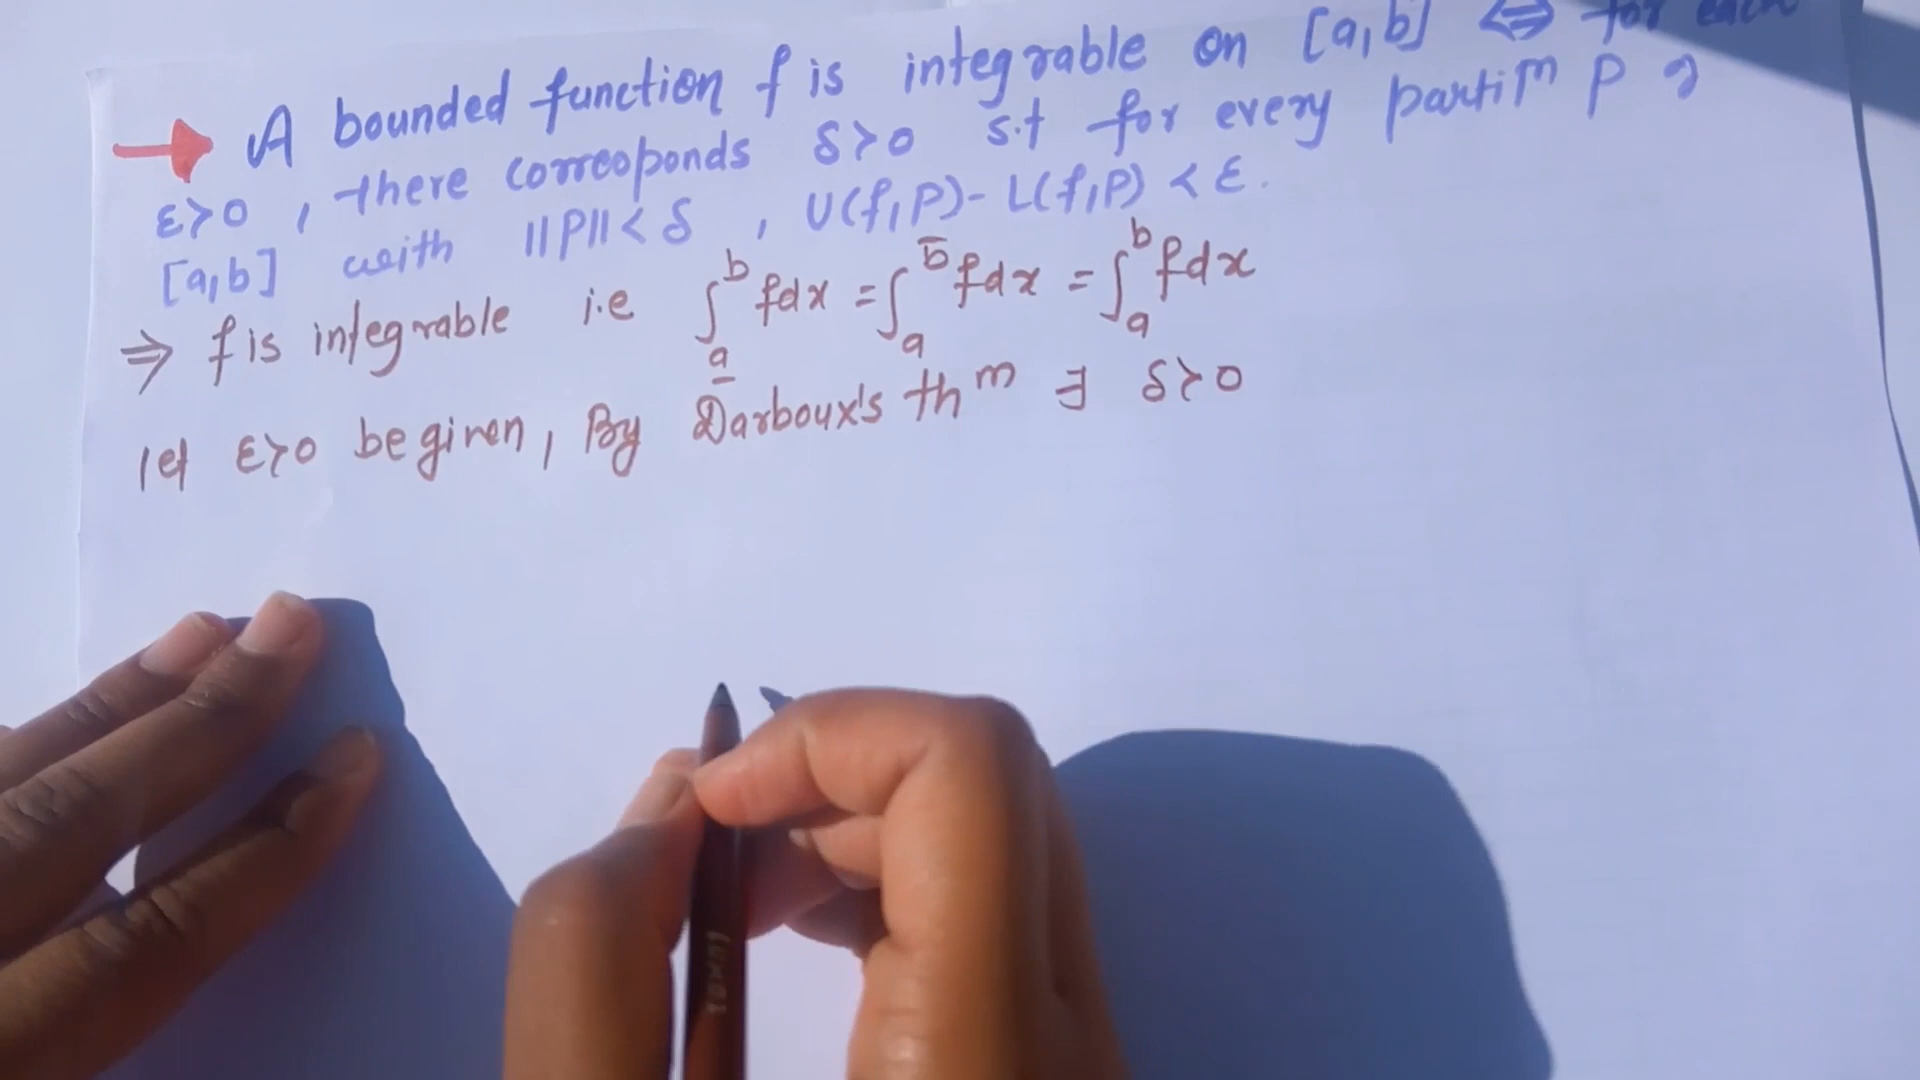 A bounded function f is integrable on [a,b] ⇔ for each
ε>0, there corresponds δ>0 s.t for every partiⁿ P of
[a,b] with ||P||<δ, U(f,P)-L(f,P)<ε.
⇒ f is integrable i.e ∫_a̲^b fdx = ∫_a^b̅ fdx = ∫_a^b fdx
let ε>0 be given, By Darboux's thᵐ ∃ δ>0